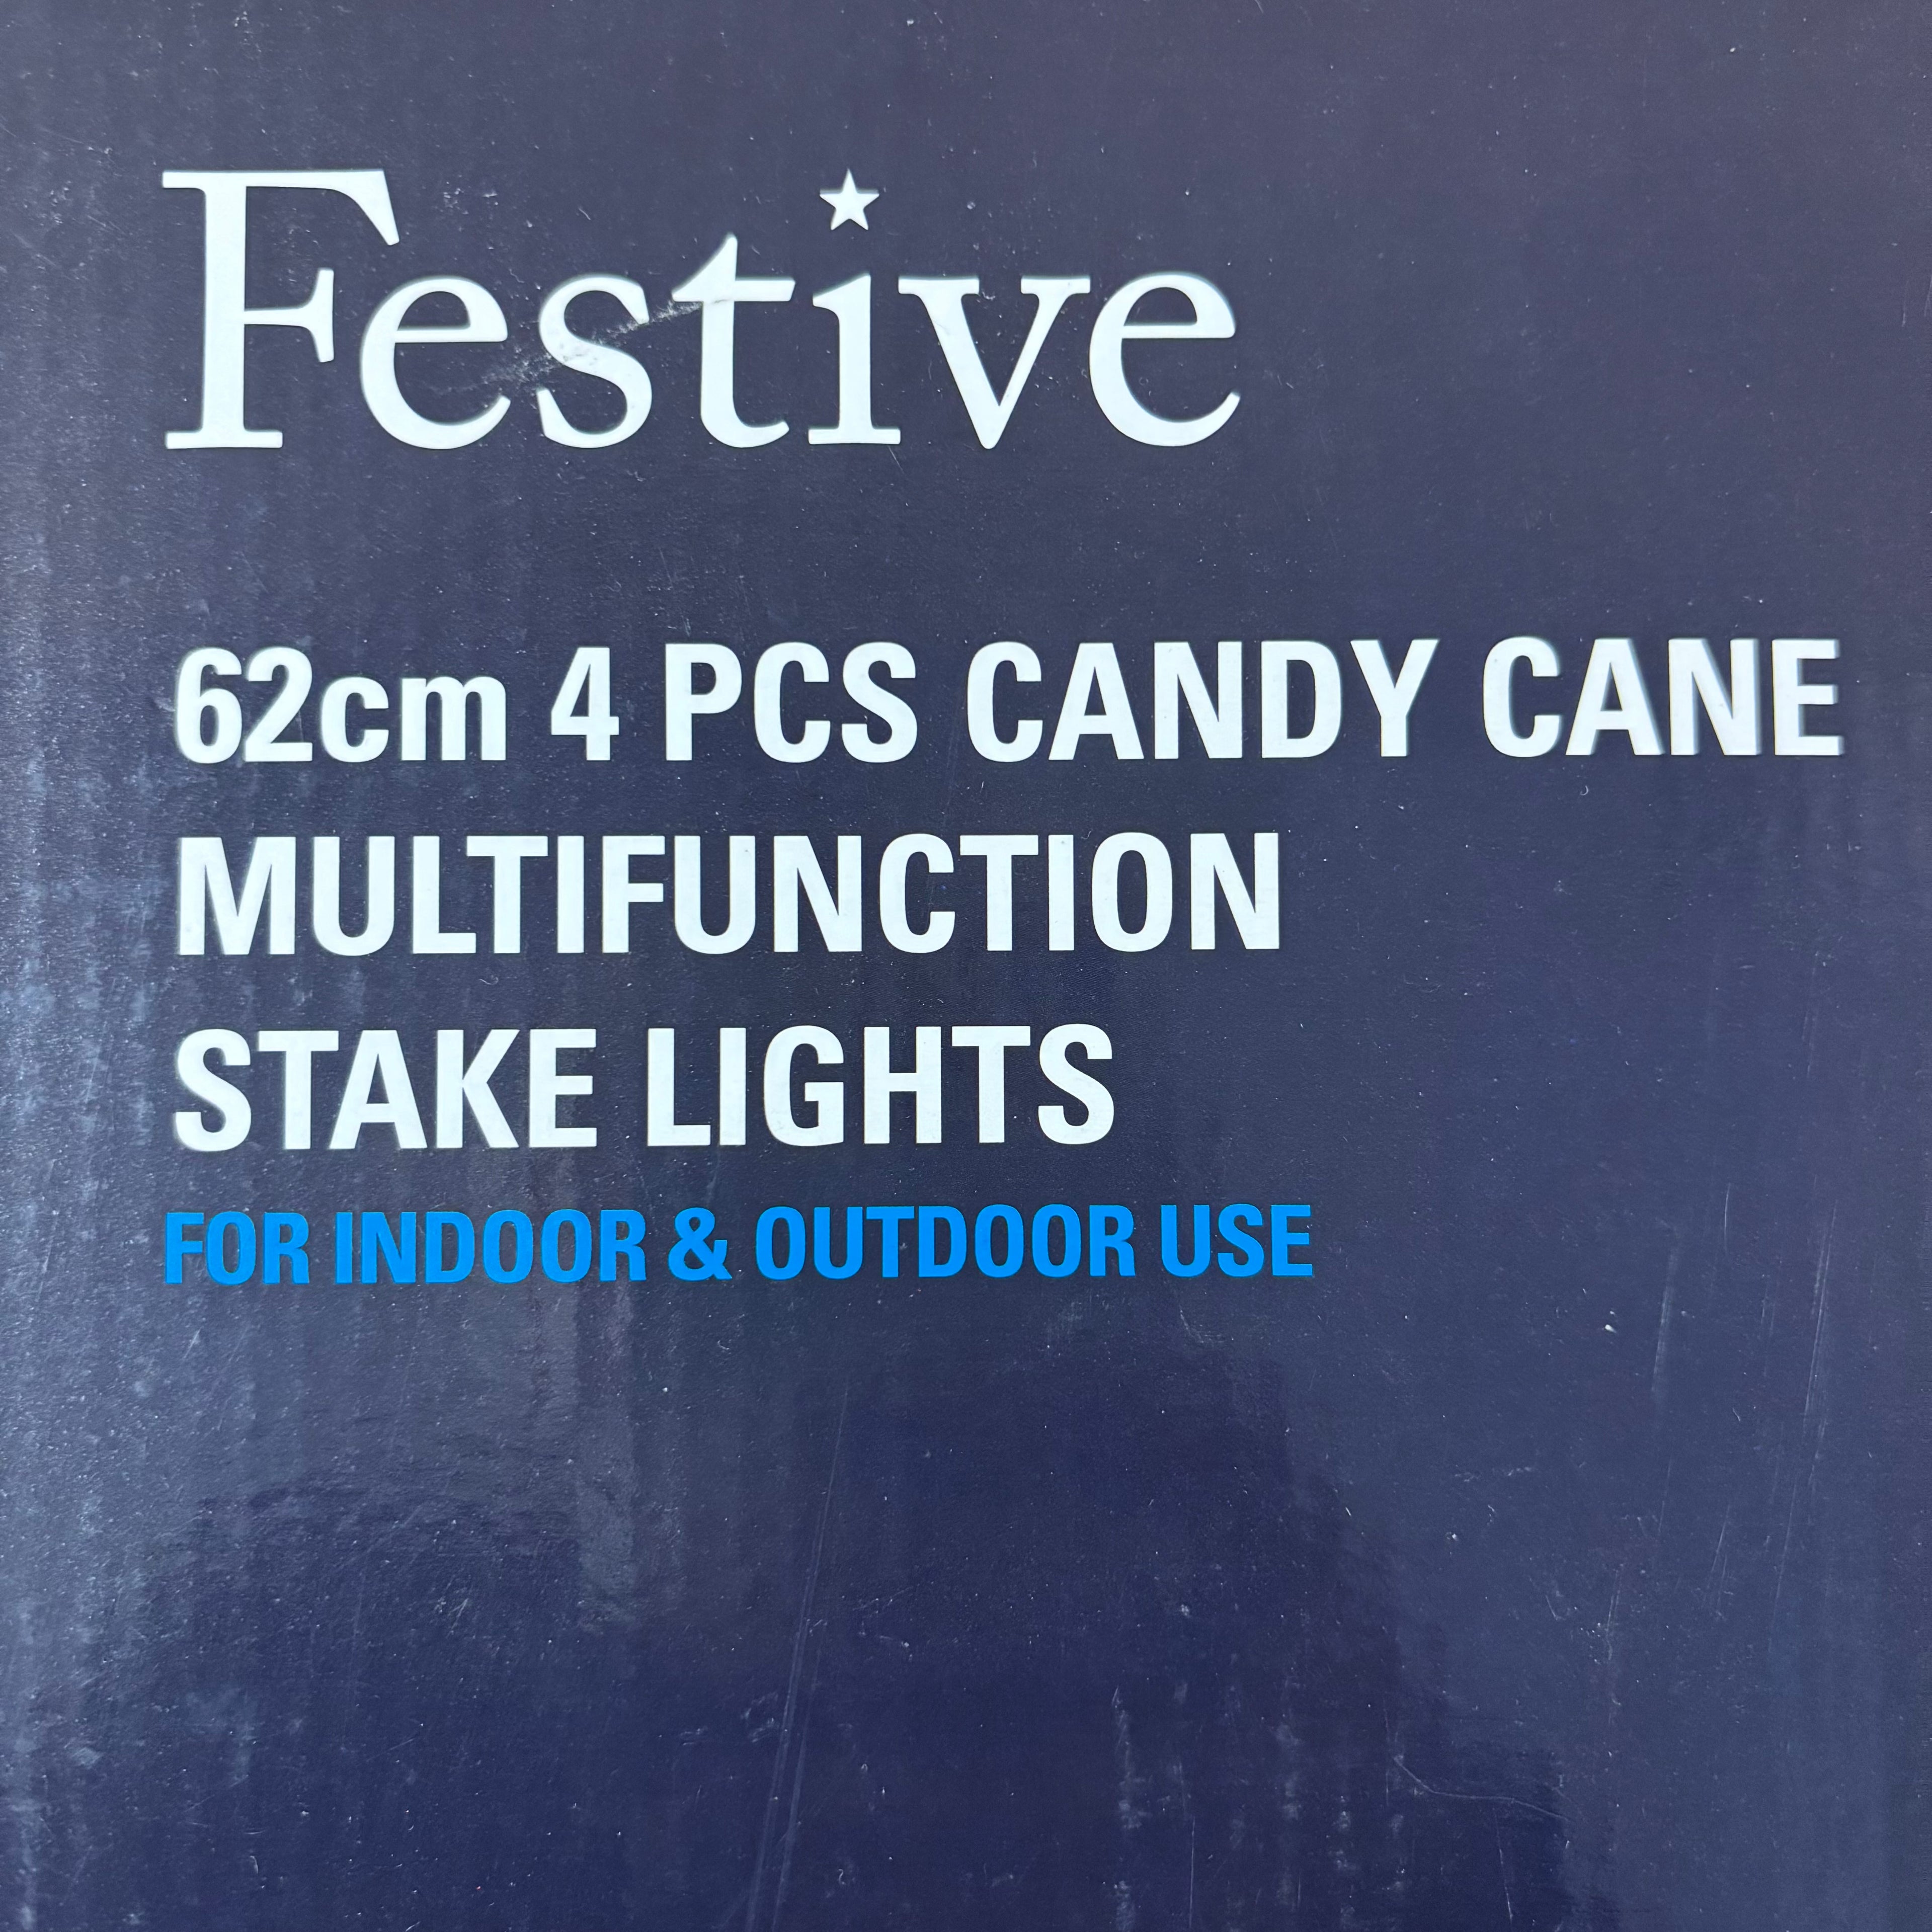 Festive
62cm 4 PCS CANDY CANE
MULTIFUNCTION
STAKE LIGHTS
FOR INDOOR & OUTDOOR USE